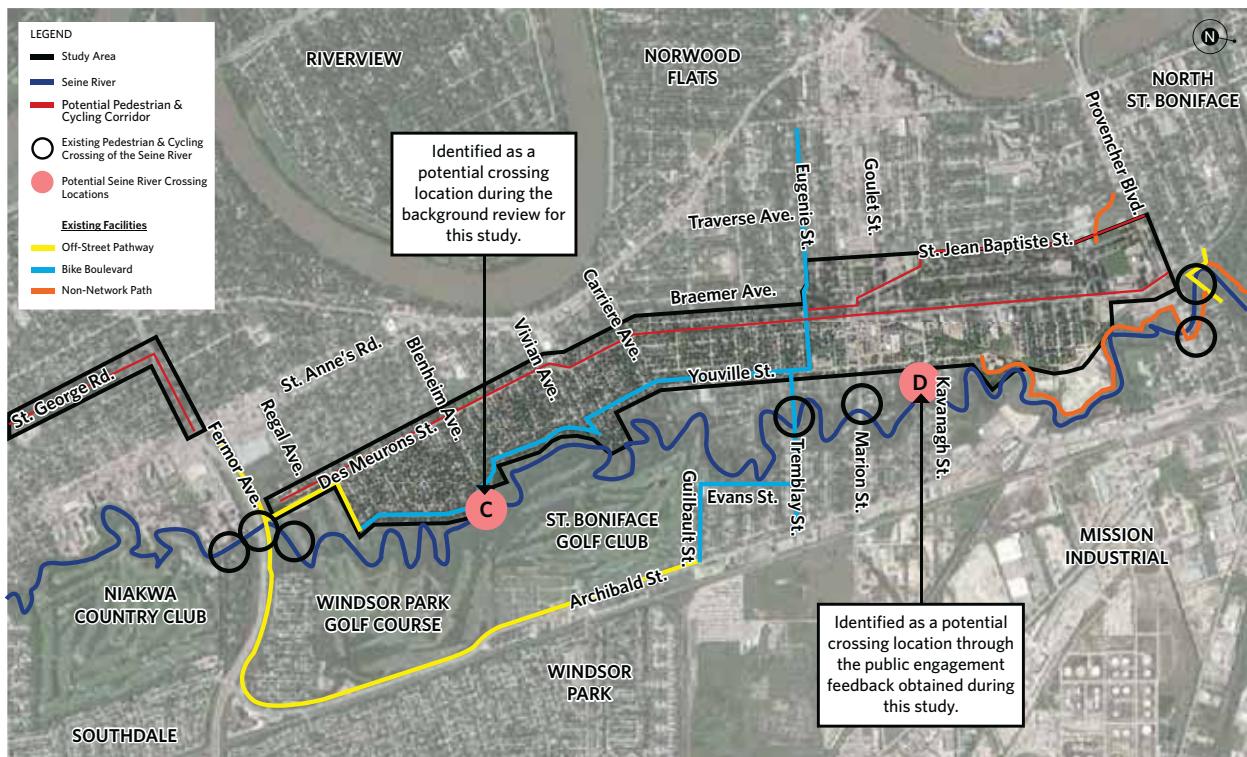 LEGEND
Study Area
Seine River
Potential Pedestrian &
Cycling Corridor
Existing Pedestrian & Cycling
Crossing of the Seine River
Potential Seine River Crossing
Locations
Existing Facilities
Off-Street Pathway
Bike Boulevard
Non-Network Path
RIVERVIEW
NORWOOD
FLATS
N
NORTH
ST. BONIFACE
Provencher Blvd.
Identified as a
potential crossing
location during the
background review for
this study.
Traverse Ave.
Eugenie St.
Goulet St.
St. Jean Baptiste St.
Braemer Ave.
Carriere Ave.
Vivian Ave.
Blenheim Ave.
St. Anne's Rd.
St. George Rd.
Fermor Ave.
Regal Ave.
Des Meurons St.
Youville St.
C
D
Kavanagh St.
Marion St.
Tremblay St.
Evans St.
Guilbault St.
Archibald St.
ST. BONIFACE
GOLF CLUB
MISSION
INDUSTRIAL
NIAKWA
COUNTRY CLUB
WINDSOR PARK
GOLF COURSE
WINDSOR
PARK
SOUTHDALE
Identified as a potential
crossing location through
the public engagement
feedback obtained during
this study.